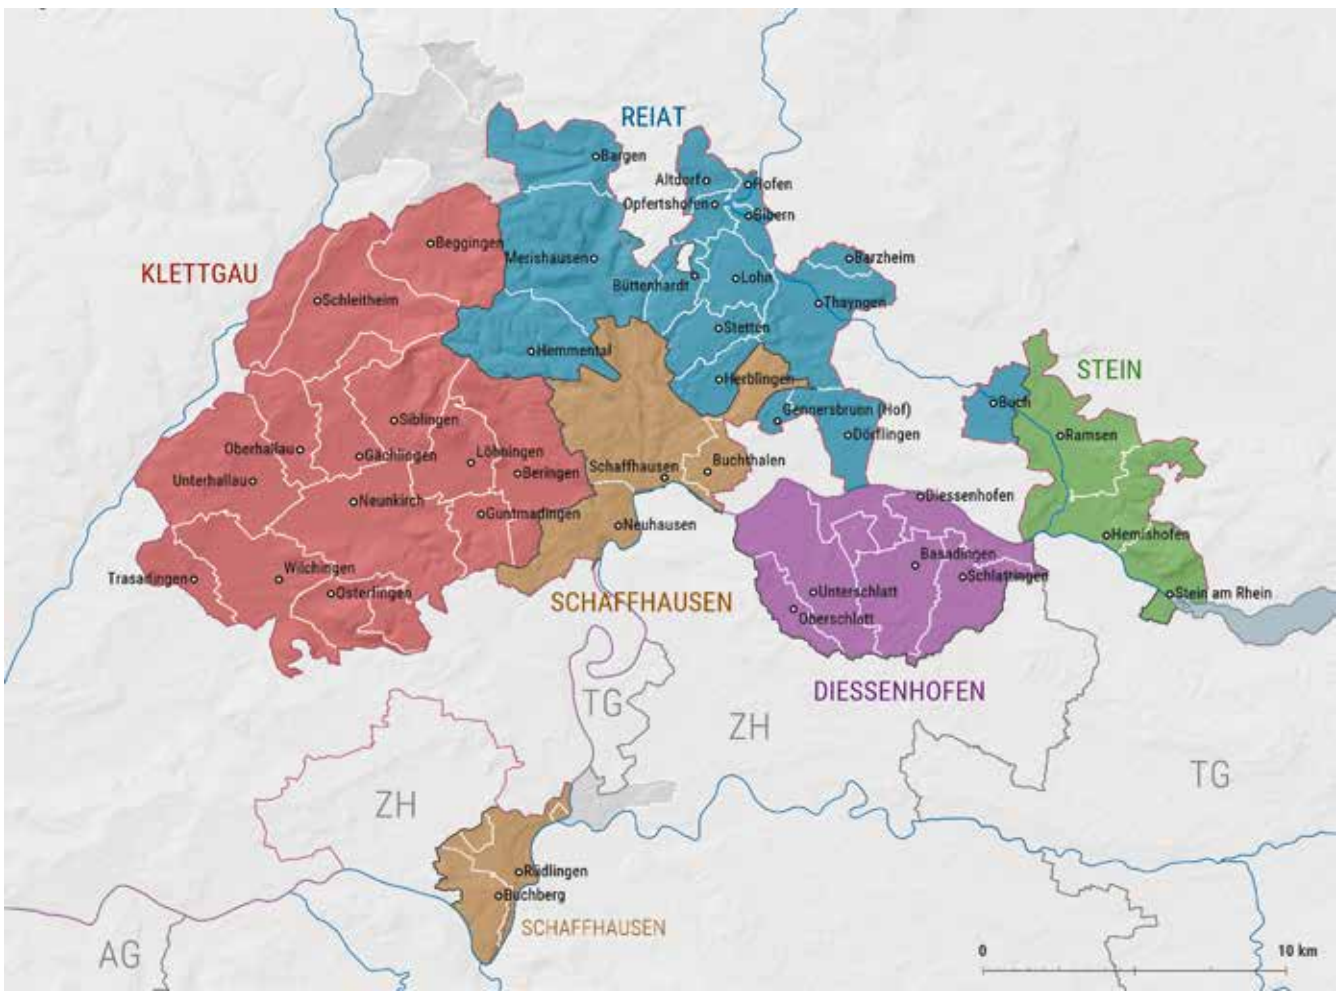 REIAT
Bargen
Altdorf
Hofen
Opfertshofen
Bibern
Beggingen
Merishausen
Barzheim
KLETTGAU
Büttenhardt
Lohn
Schleitheim
Thayngen
Stetten
Hemmental
STEIN
Herblingen
Buch
Gennersbrunn (Hof)
Siblingen
Ramsen
Dörflingen
Oberhallau
Gächlingen
Löhningen
Buchthalen
Schaffhausen
Beringen
Unterhallau
Neunkirch
Diessenhofen
Guntmadingen
Neuhausen
Hemishofen
Basadingen
Wilchingen
Trasadingen
Schlattingen
Osterfingen
Unterschlatt
Stein am Rhein
SCHAFFHAUSEN
Oberschlatt
DIESSENHOFEN
TG
ZH
TG
ZH
Rüdlingen
Buchberg
SCHAFFHAUSEN
AG
0 10 km